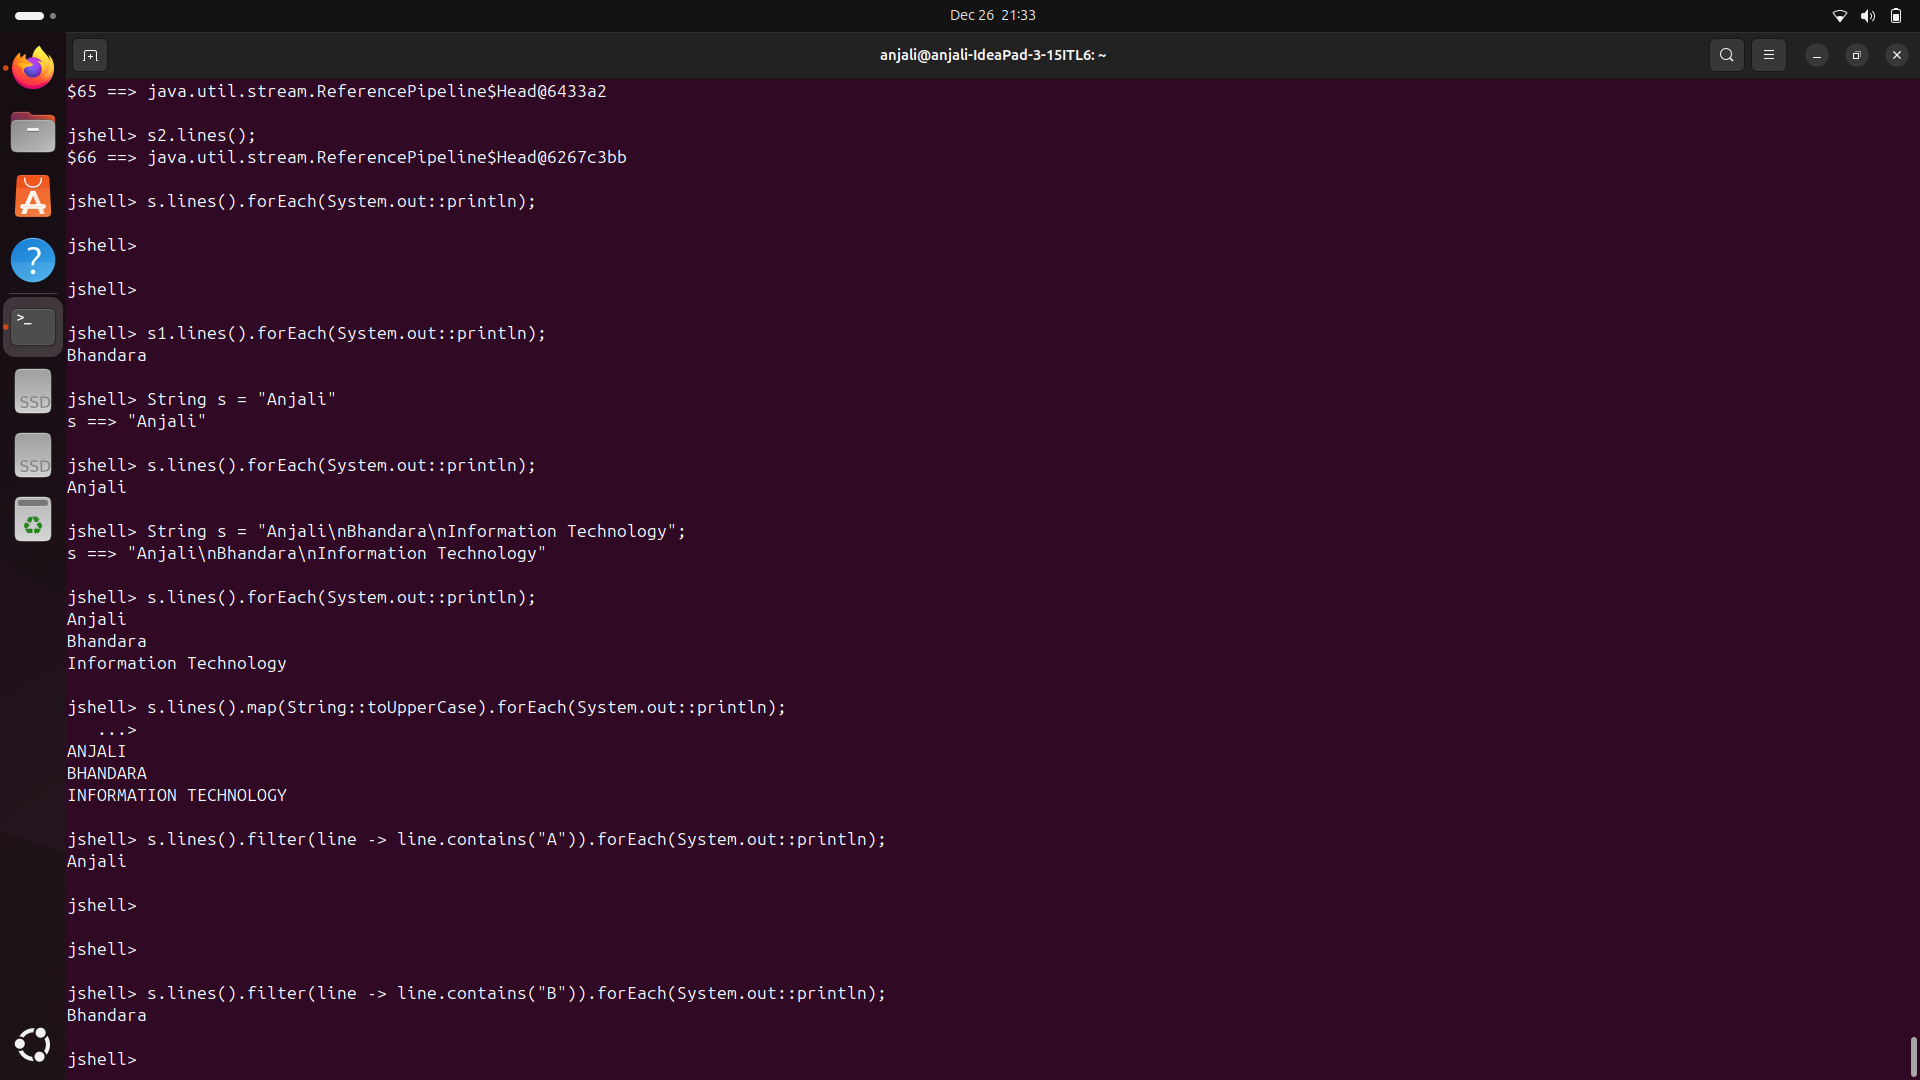 Dec 26 21:33
anjali@anjali-IdeaPad-3-15ITL6: ~
$65 ==> java.util.stream.ReferencePipeline$Head@6433a2
jshell> s2.lines();
$66 ==> java.util.stream.ReferencePipeline$Head@6267c3bb
jshell> s.lines().forEach(System.out::println);
jshell>
jshell>
jshell> s1.lines().forEach(System.out::println);
Bhandara
jshell> String s = "Anjali"
s ==> "Anjali"
jshell> s.lines().forEach(System.out::println);
Anjali
jshell> String s = "Anjali\nBhandara\nInformation Technology";
s ==> "Anjali\nBhandara\nInformation Technology"
jshell> s.lines().forEach(System.out::println);
Anjali
Bhandara
Information Technology
jshell> s.lines().map(String::toUpperCase).forEach(System.out::println);
   ...>
ANJALI
BHANDARA
INFORMATION TECHNOLOGY
jshell> s.lines().filter(line -> line.contains("A")).forEach(System.out::println);
Anjali
jshell>
jshell>
jshell> s.lines().filter(line -> line.contains("B")).forEach(System.out::println);
Bhandara
jshell>
SSD
SSD